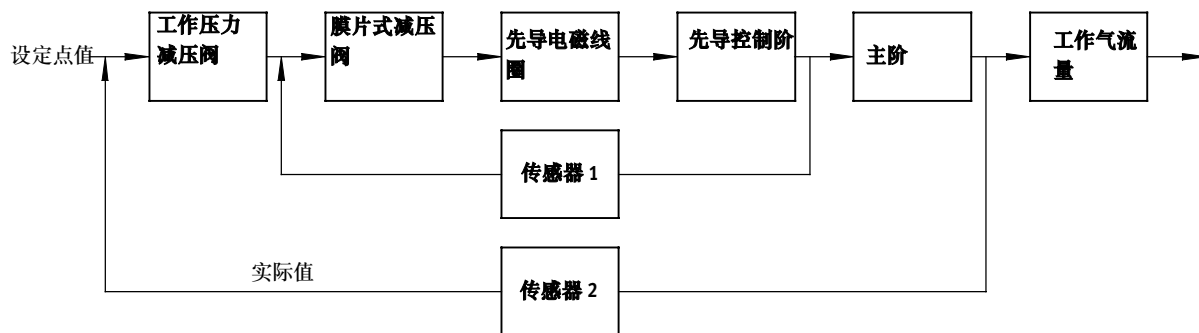 设定点值
工作压力
减压阀
膜片式减压
阀
先导电磁线
圈
先导控制阶
主阶
工作气流
量
传感器 1
实际值
传感器 2